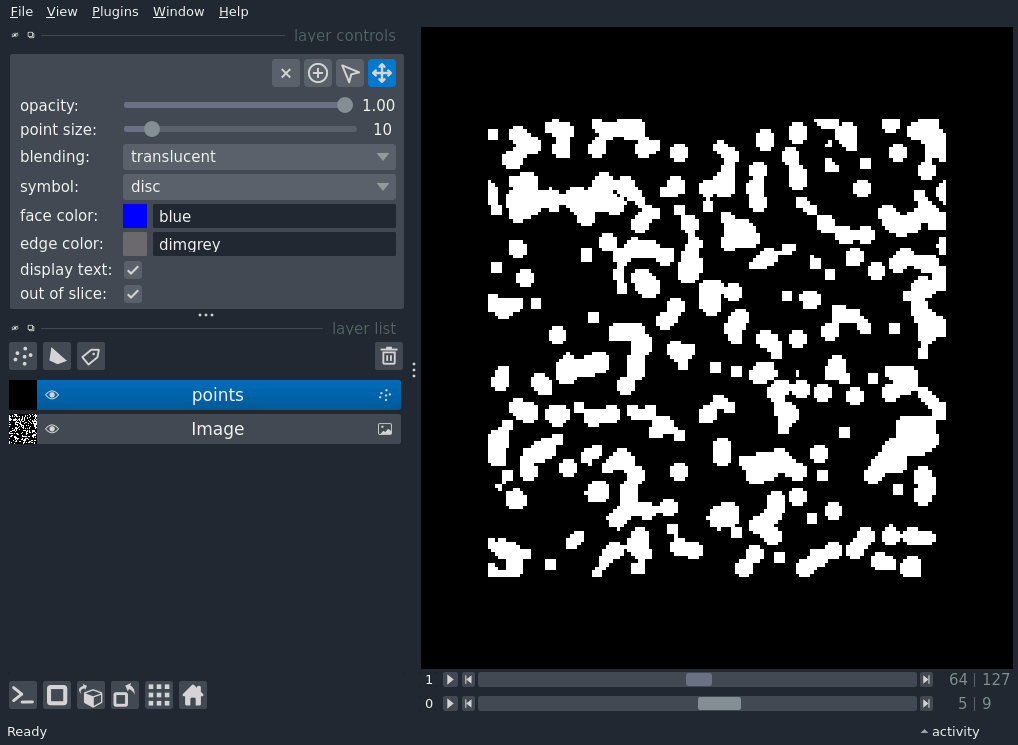 File View Plugins Window Help
layer controls
opacity: 1.00
point size: 10
blending: translucent
symbol: disc
face color: blue
edge color: dimgrey
display text:
out of slice:
layer list
points
Image
1 64 | 127
0 5 | 9
Ready activity